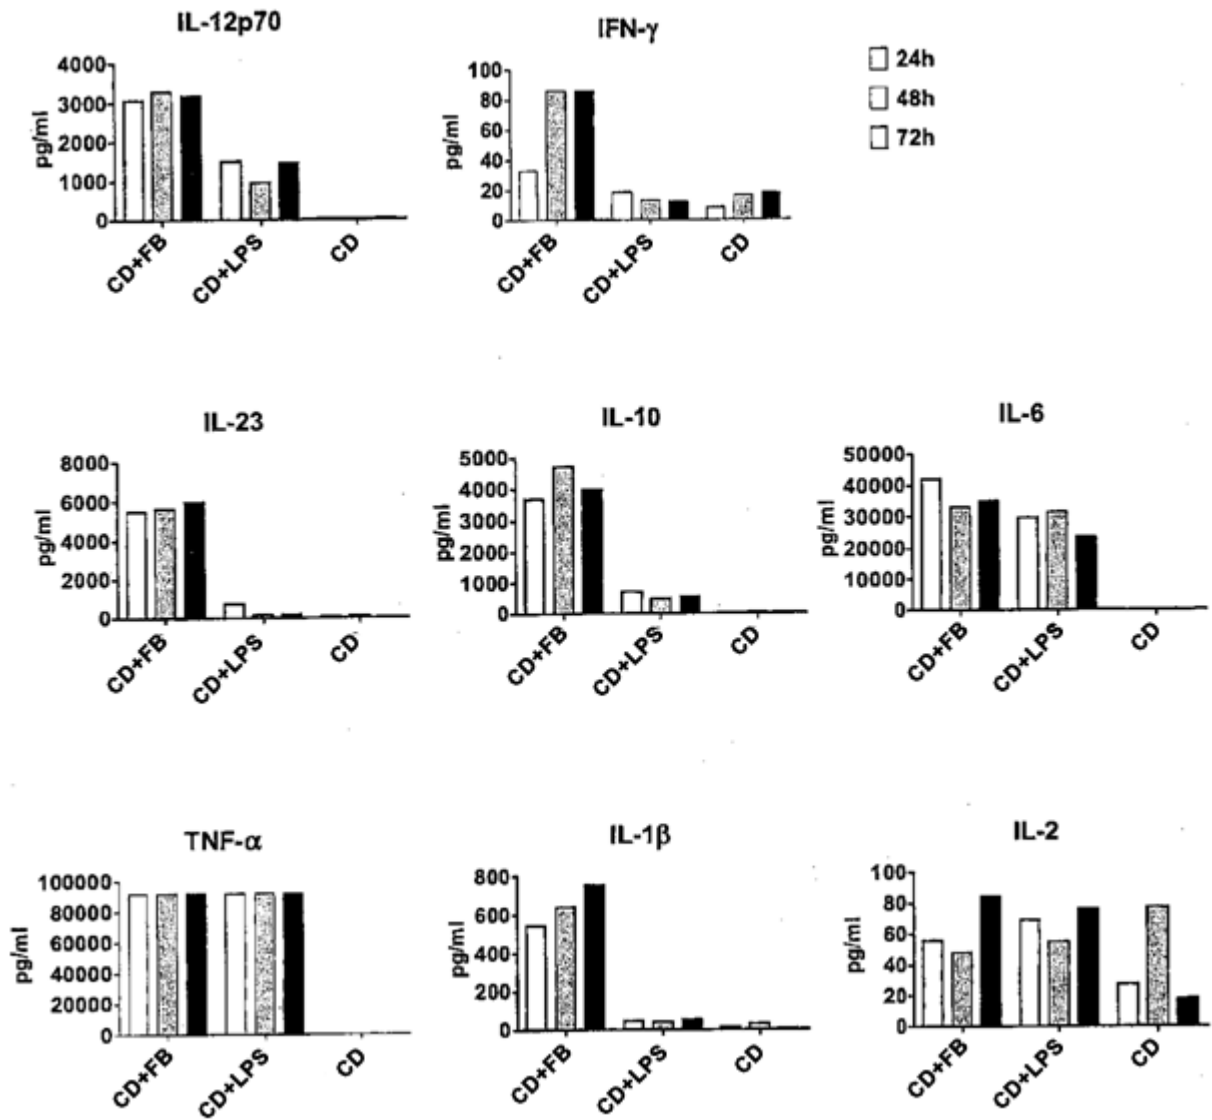 IL-12p70
pg/ml
4000
3000
2000
1000
0
CD+FB
CD+LPS
CD
IFN-γ
pg/ml
100
80
60
40
20
0
CD+FB
CD+LPS
CD
24h
48h
72h
IL-23
pg/ml
8000
6000
4000
2000
0
CD+FB
CD+LPS
CD
IL-10
pg/ml
5000
4000
3000
2000
1000
0
CD+FB
CD+LPS
CD
IL-6
pg/ml
50000
40000
30000
20000
10000
0
CD+FB
CD+LPS
CD
TNF-α
pg/ml
100000
80000
60000
40000
20000
0
CD+FB
CD+LPS
CD
IL-1β
pg/ml
800
600
400
200
0
CD+FB
CD+LPS
CD
IL-2
pg/ml
100
80
60
40
20
0
CD+FB
CD+LPS
CD